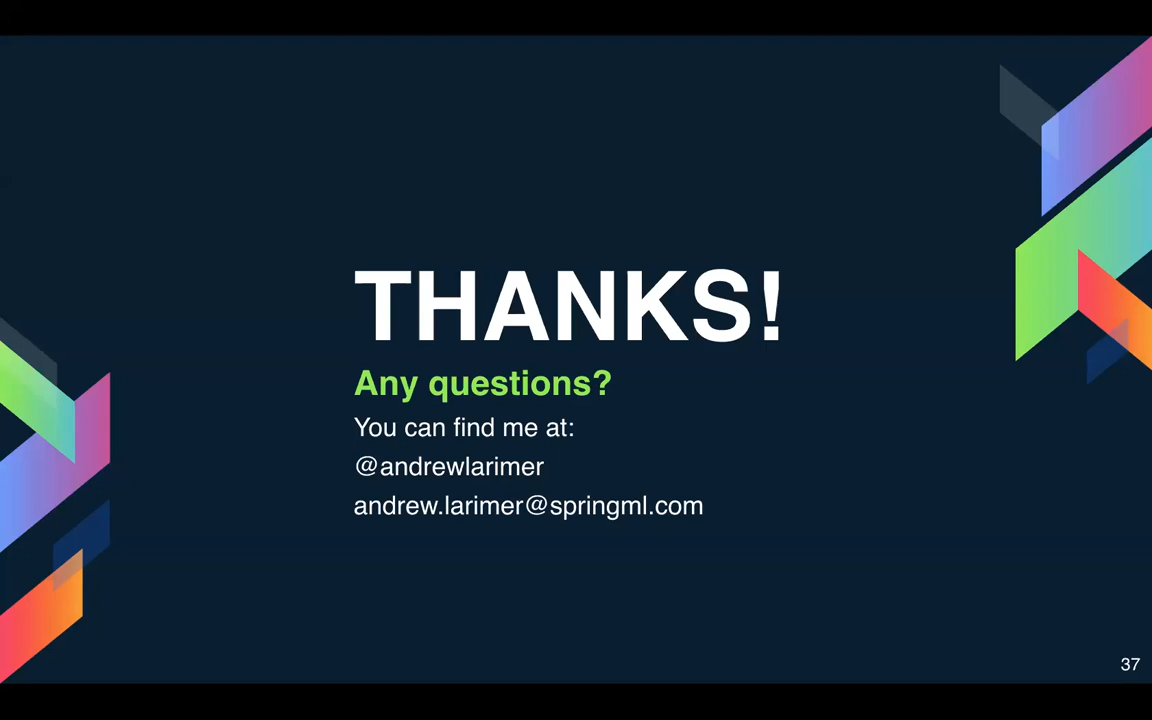 THANKS!
Any questions?
You can find me at:
@andrewlarimer
andrew.larimer@springml.com
37